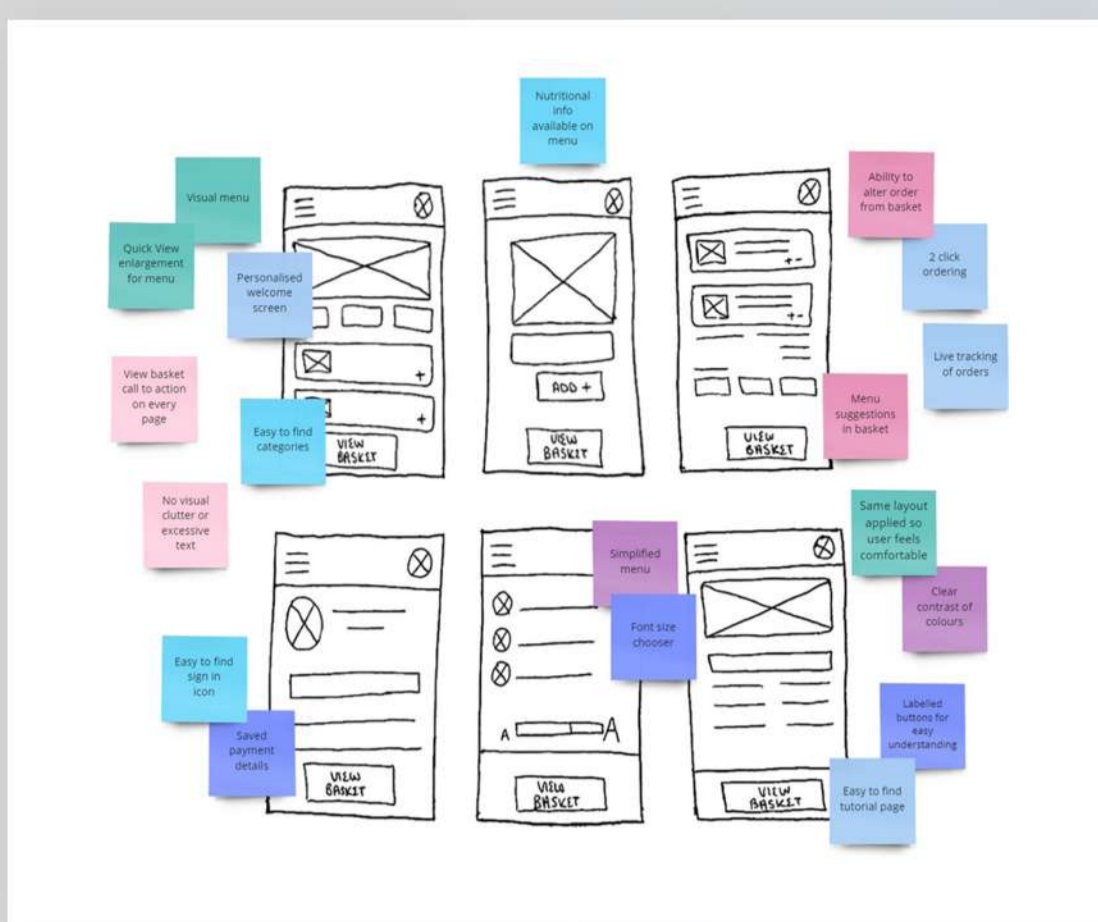 Nutritional
info
available on
menu
Visual menu
Quick View
enlargement
for menu
Personalised
welcome
screen
View basket
call to action
on every
page
Easy to find
categories
No visual
clutter or
excessive
text
+
+
VIEW
BASKET
ADD +
VIEW
BASKET
Ability to
alter order
from basket
2 click
ordering
Live tracking
of orders
Menu
suggestions
in basket
+-
+-
VIEW
BASKET
Easy to find
sign in
icon
Saved
payment
details
VIEW
BASKET
Simplified
menu
Font size
chooser
A A
VIEW
BASKET
Same layout
applied so
user feels
comfortable
Clear
contrast of
colours
Labelled
buttons for
easy
understanding
Easy to find
tutorial page
VIEW
BASKET